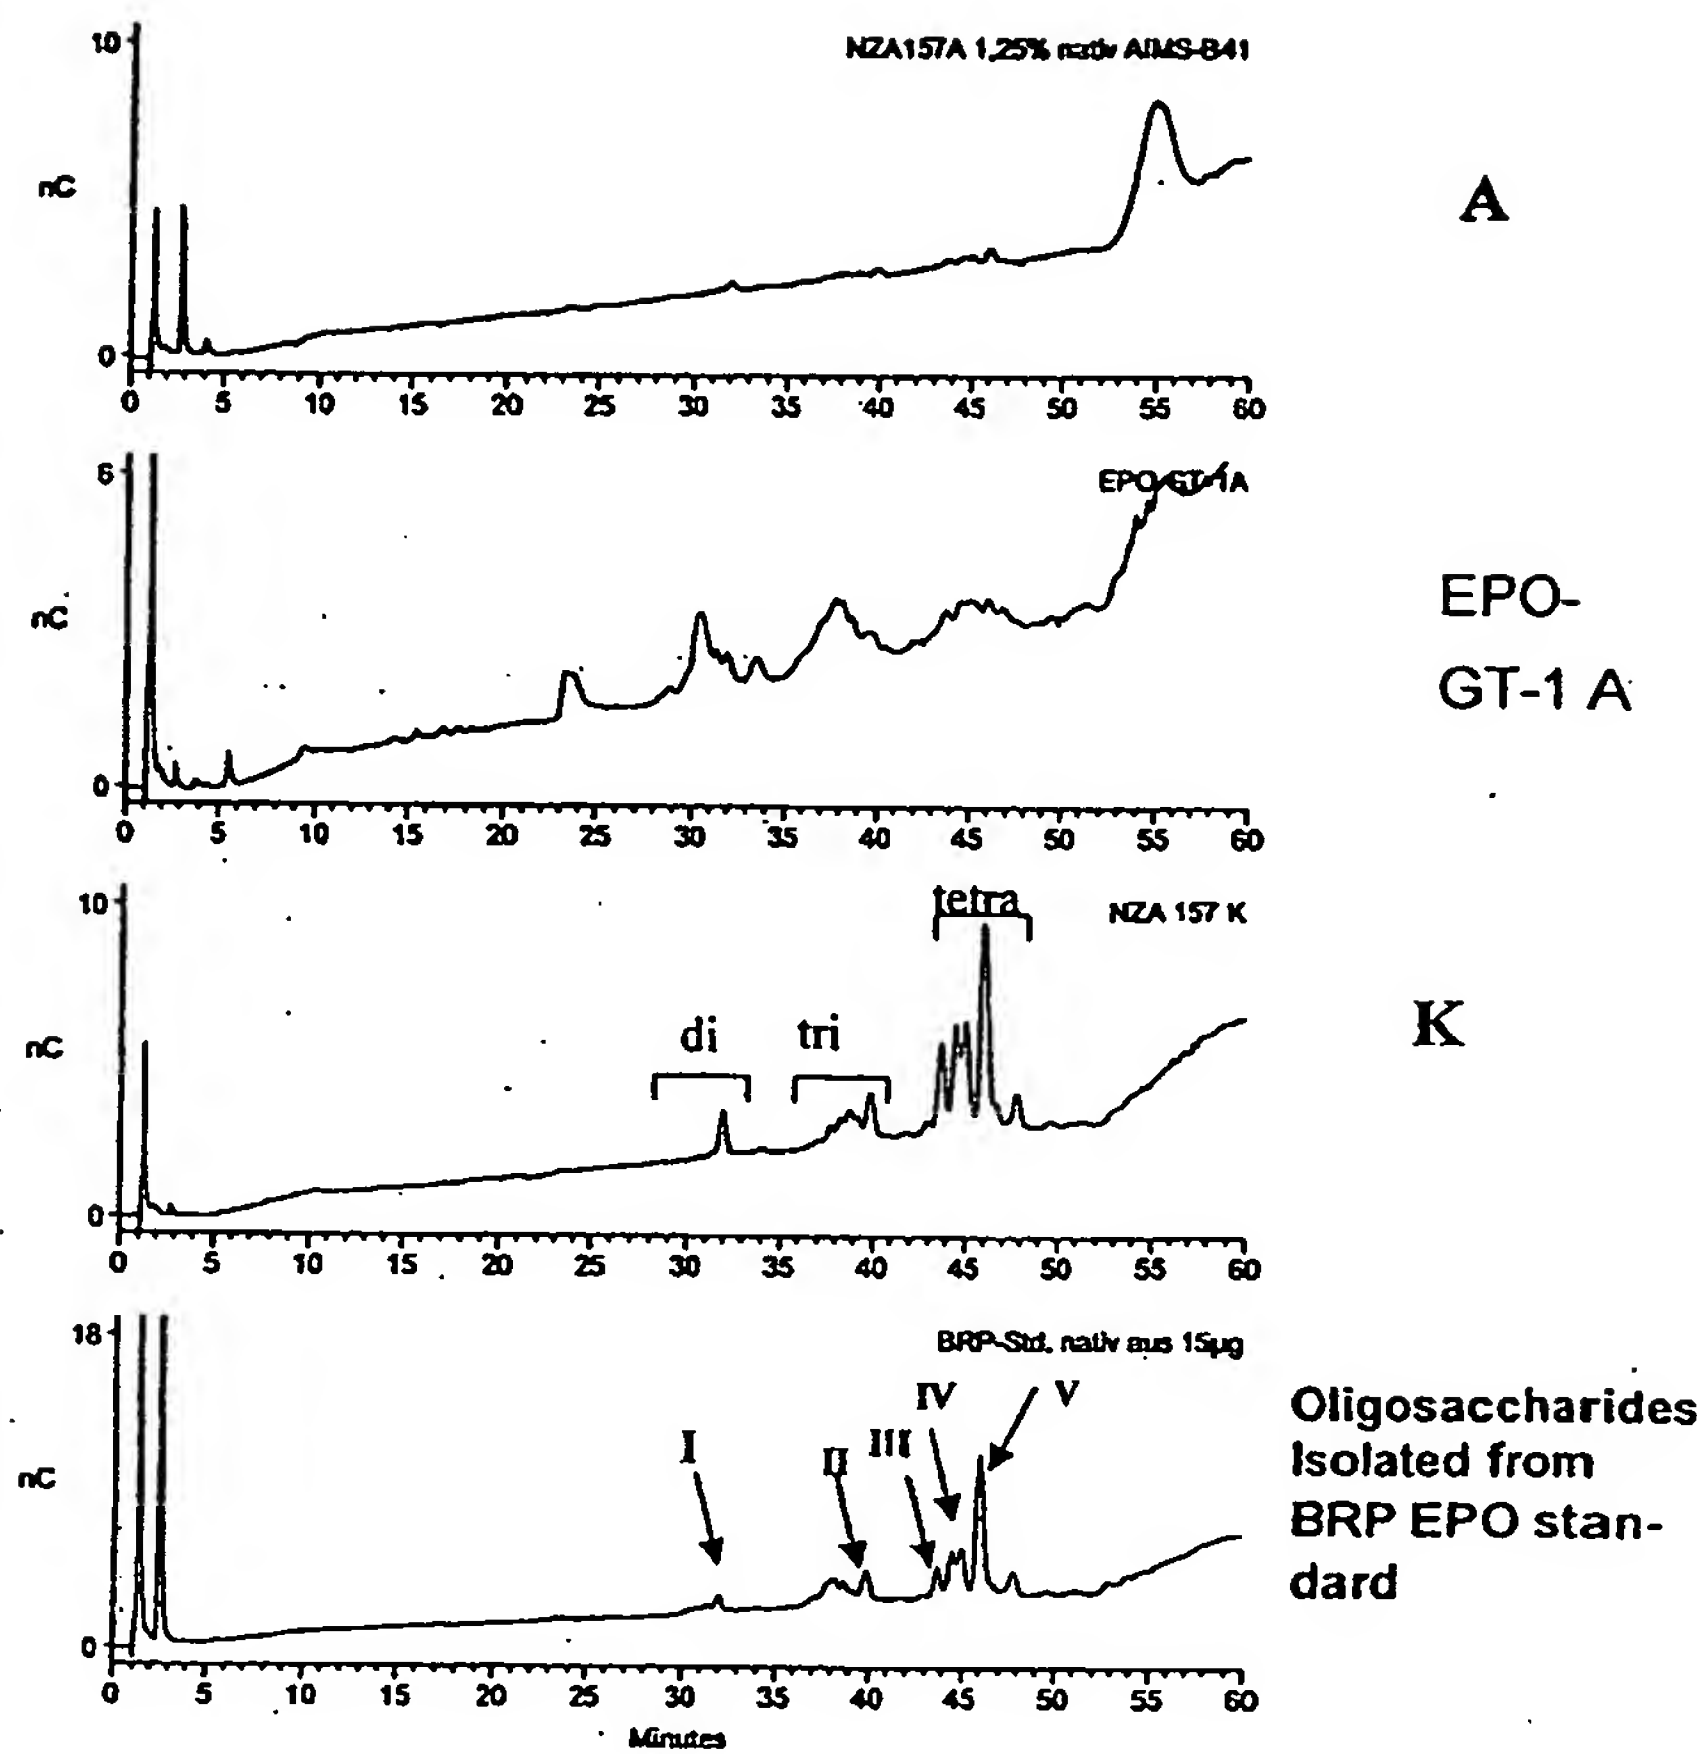 10
NZA157A 1,25% nativ AIMS-B41
nC
A
0
0 5 10 15 20 25 30 35 40 45 50 55 60
6
EPO GT-1A
nC
EPO-
GT-1 A
0
0 5 10 15 20 25 30 35 40 45 50 55 60
10
tetra
NZA 157 K
di
tri
nC
K
0
0 5 10 15 20 25 30 35 40 45 50 55 60
18
BRP-Std. nativ aus 15µg
I II III IV V
nC
Oligosaccharides
Isolated from
BRP EPO stan-
dard
0
0 5 10 15 20 25 30 35 40 45 50 55 60
Minutes